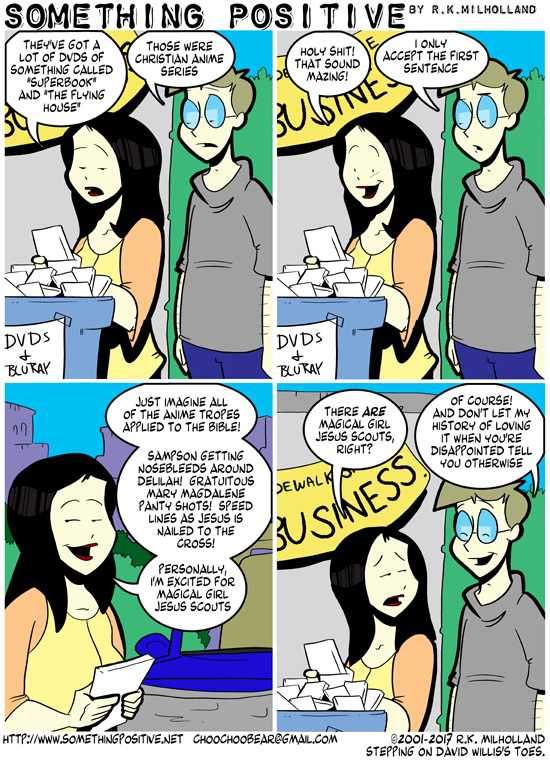 SOMETHING POSITIVE BY R.K.MILHOLLAND
THEY'VE GOT A
LOT OF DVDS OF
SOMETHING CALLED
"SUPERBOOK"
AND "THE FLYING
HOUSE"
THOSE WERE
CHRISTIAN ANIME
SERIES
DVDS
+
BLURAY
HOLY SHIT!
THAT SOUND
MAZING!
I ONLY
ACCEPT THE FIRST
SENTENCE
BUSINES
DVDS
+
BLURAY
JUST IMAGINE ALL
OF THE ANIME TROPES
APPLIED TO THE BIBLE!
SAMPSON GETTING
NOSEBLEEDS AROUND
DELILAH! GRATUITOUS
MARY MAGDALENE
PANTY SHOTS! SPEED
LINES AS JESUS IS
NAILED TO THE
CROSS!
PERSONALLY,
I'M EXCITED FOR
MAGICAL GIRL
JESUS SCOUTS
THERE ARE
MAGICAL GIRL
JESUS SCOUTS,
RIGHT?
OF COURSE!
AND DON'T LET MY
HISTORY OF LOVING
IT WHEN YOU'RE
DISAPPOINTED TELL
YOU OTHERWISE
DEWALK
BUSINESS.
HTTP://WWW.SOMETHINGPOSITIVE.NET CHOOCHOOBEAR@GMAIL.COM ©2001-2017 R.K. MILHOLLAND
STEPPING ON DAVID WILLIS'S TOES.